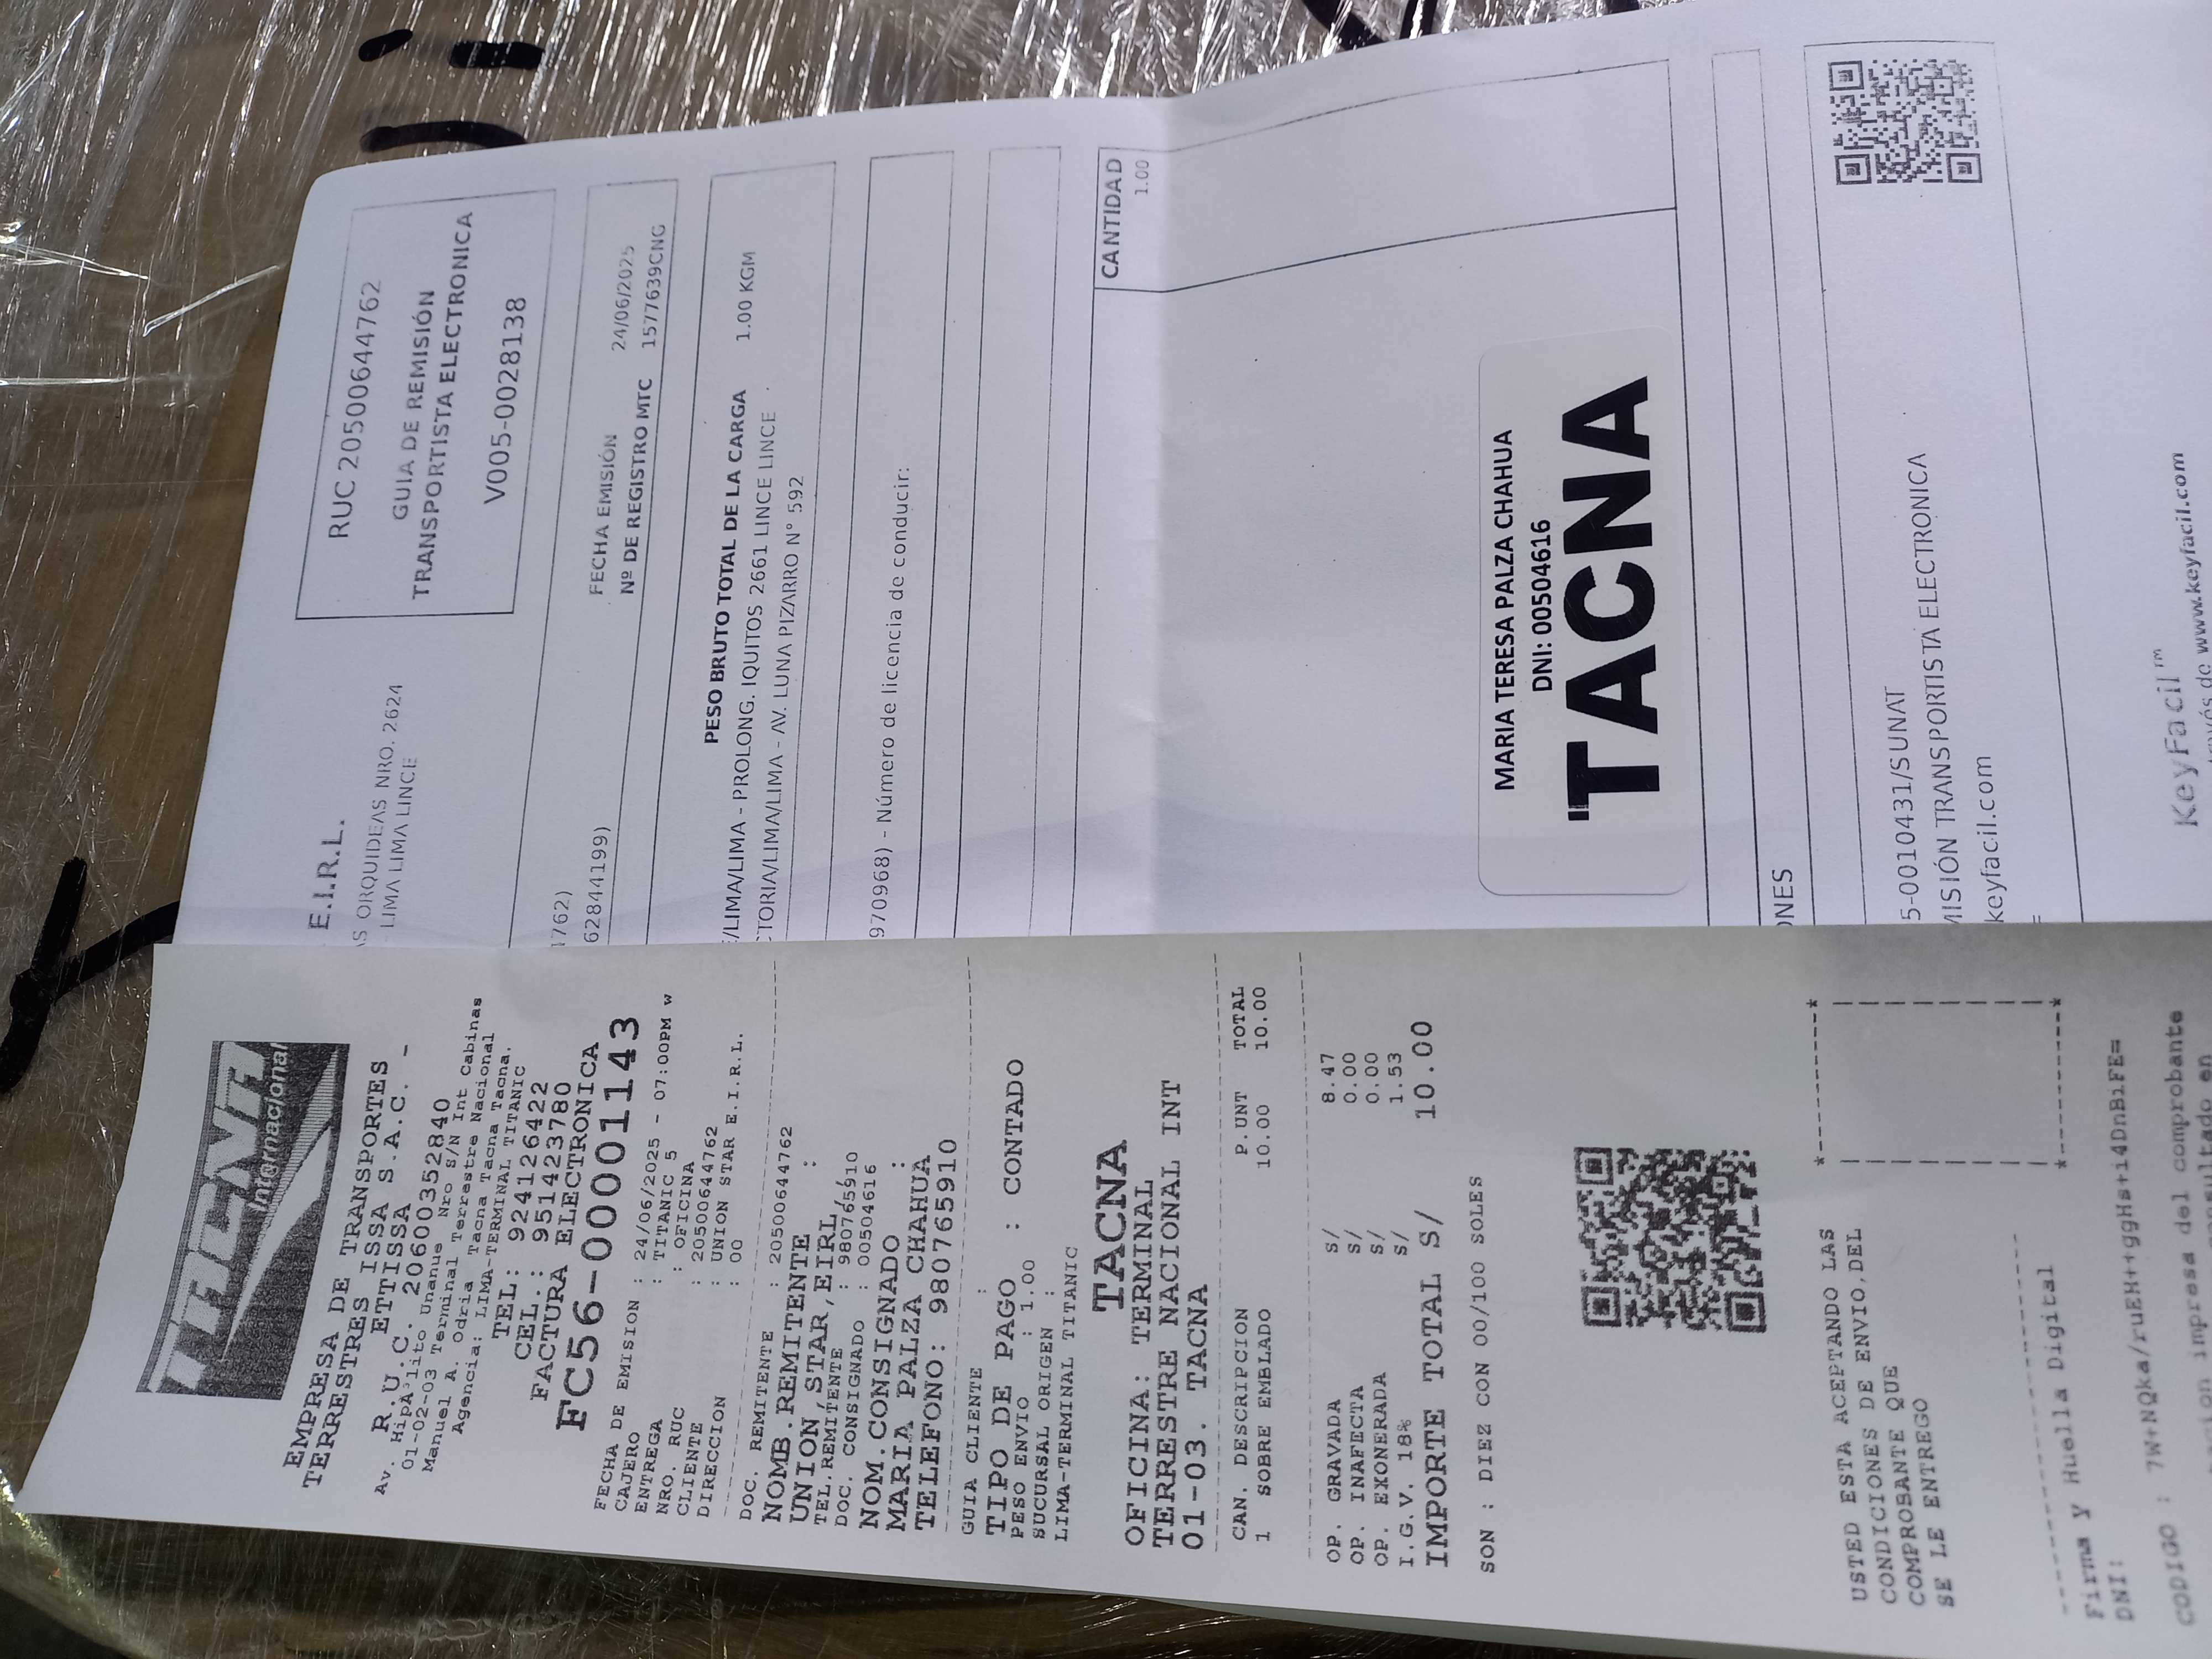 TACNA
Internacional
EMPRESA DE TRANSPORTES
TERRESTRES ISSA S.A.C. -
ETTISSA
R.U.C. 20600352840
Av. HipÃ³lito Unanue Nro S/N Int Cabinas
01-02-03 Terminal Terrestre Nacional
Manuel A. Odria Tacna Tacna Tacna.
Agencia: LIMA-TERMINAL TITANIC
TEL: 924126422
CEL.: 951423780
FACTURA ELECTRONICA
FC56-00001143
FECHA DE EMISION : 24/06/2025 - 07:00PM w
CAJERO : TITANIC 5
ENTREGA : OFICINA
NRO. RUC : 20500644762
CLIENTE : UNION STAR E.I.R.L.
DIRECCION : 00
DOC. REMITENTE : 20500644762
NOMB.REMITENTE :
UNION,STAR,EIRL
TEL.REMITENTE : 980765910
DOC. CONSIGNADO : 00504616
NOM.CONSIGNADO :
MARIA PALZA CHAHUA
TELEFONO: 980765910
GUIA CLIENTE :
TIPO DE PAGO : CONTADO
PESO ENVIO : 1.00
SUCURSAL ORIGEN :
LIMA-TERMINAL TITANIC
TACNA
OFICINA: TERMINAL
TERRESTRE NACIONAL INT
01-03. TACNA
CAN. DESCRIPCION P.UNT TOTAL
1 SOBRE EMBLADO 10.00 10.00
OP. GRAVADA S/ 8.47
OP. INAFECTA S/ 0.00
OP. EXONERADA S/ 0.00
I.G.V. 18% S/ 1.53
IMPORTE TOTAL S/ 10.00
SON : DIEZ CON 00/100 SOLES
USTED ESTA ACEPTANDO LAS
CONDICIONES DE ENVIO,DEL
COMPROBANTE QUE
SE LE ENTREGO
Firma y Huella Digital
DNI:
CODIGO : 7W+NQka/ruEH++ggHs+i4DnBiFE=
impresa del comprobante
E.I.R.L.
AS ORQUIDEAS NRO. 2624
- LIMA LIMA LINCE
RUC 20500644762
GUIA DE REMISIÓN
TRANSPORTISTA ELECTRONICA
V005-0028138
4762)
62844199)
FECHA EMISIÓN 24/06/2025
Nº DE REGISTRO MTC 1577639CNG
PESO BRUTO TOTAL DE LA CARGA 1.00 KGM
/LIMA/LIMA - PROLONG. IQUITOS 2661 LINCE LINCE
CTORIA/LIMA/LIMA - AV. LUNA PIZARRO N° 592
970968) - Número de licencia de conducir:
CANTIDAD
1.00
MARIA TERESA PALZA CHAHUA
DNI: 00504616
TACNA
ONES
5-0010431/SUNAT
MISIÓN TRANSPORTISTA ELECTRONICA
keyfacil.com
=
KeyFacil™
través de www.keyfacil.com